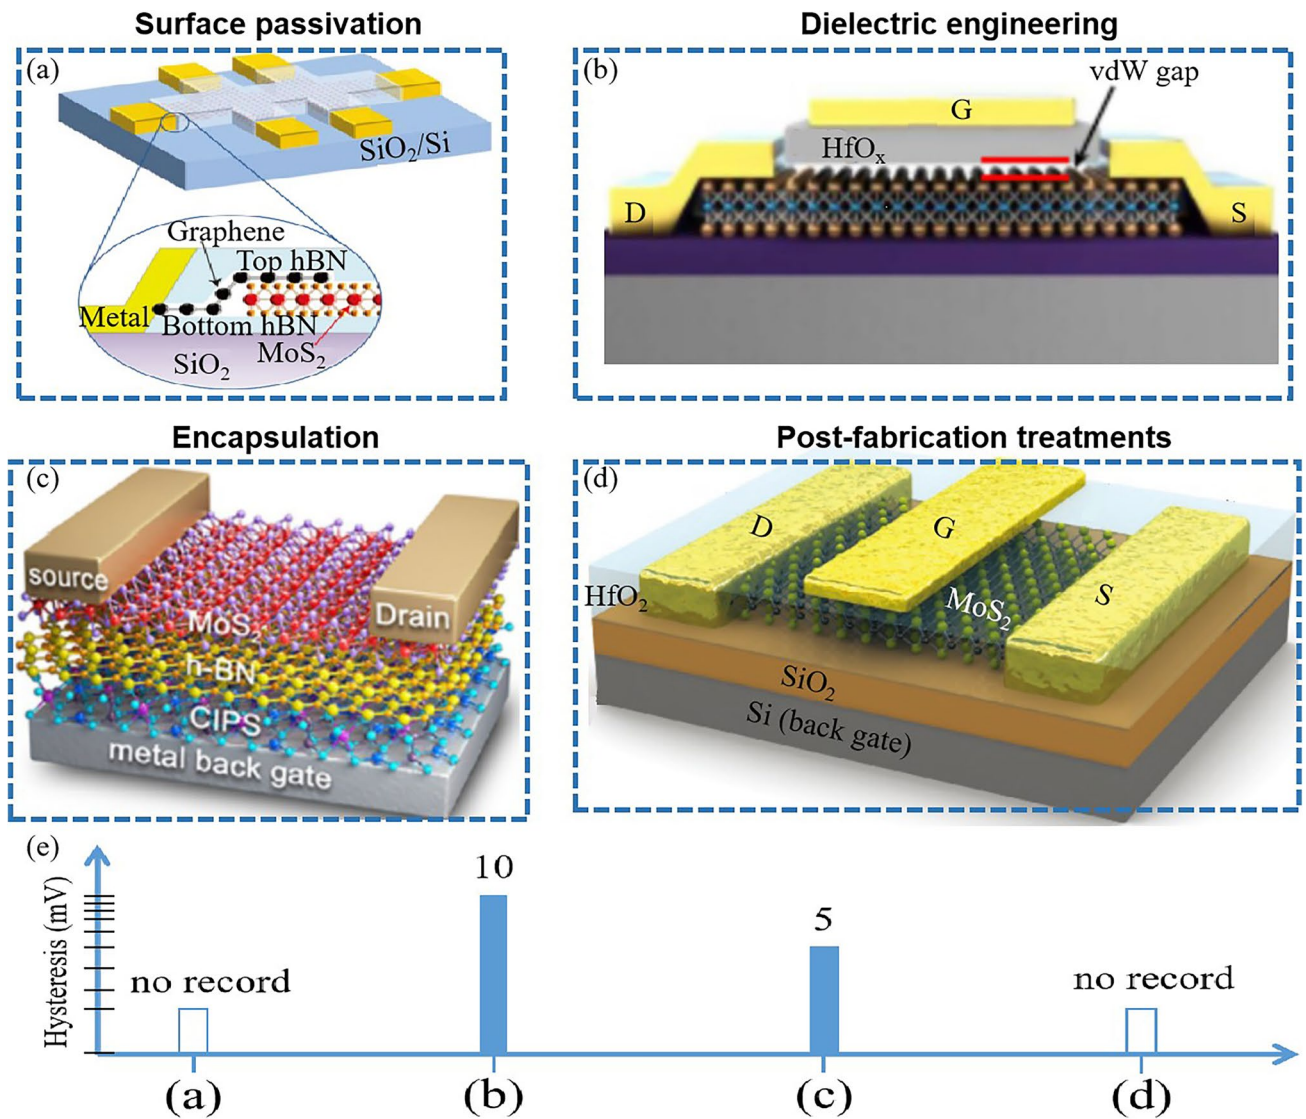 Surface passivation
(a)
SiO2/Si
Graphene
Top hBN
Metal
Bottom hBN
MoS2
SiO2
Dielectric engineering
(b)
vdW gap
G
HfOx
D
S
Encapsulation
(c)
source
Drain
MoS2
h-BN
CIPS
metal back gate
Post-fabrication treatments
(d)
D
G
S
HfO2
MoS2
SiO2
Si (back gate)
(e)
Hysteresis (mV)
no record
10
5
no record
(a)
(b)
(c)
(d)